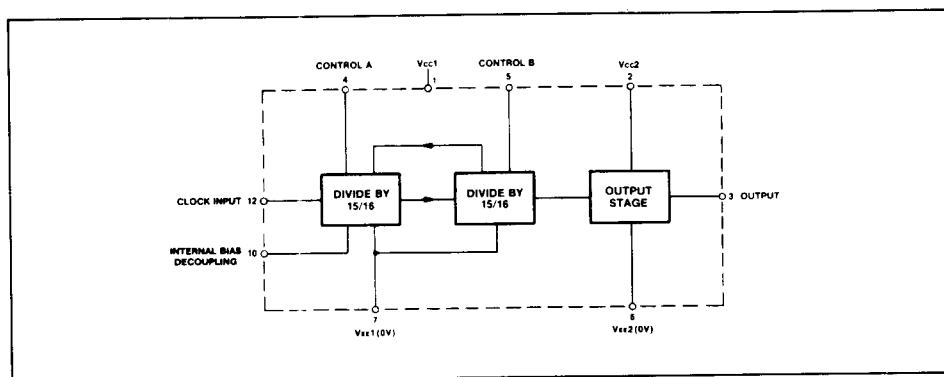 CONTROL A
4
Vcc1
1
CONTROL B
5
Vcc2
2
CLOCK INPUT 12
DIVIDE BY
15/16
DIVIDE BY
15/16
OUTPUT
STAGE
3 OUTPUT
INTERNAL BIAS
DECOUPLING
10
7
VEE1(0V)
6
VEE2(0V)